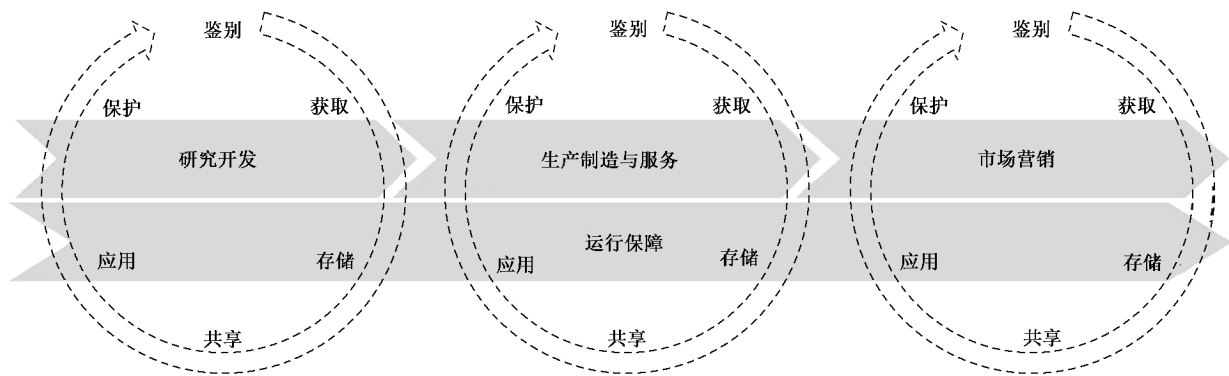 鉴别
鉴别
鉴别
保护
获取
保护
获取
保护
获取
研究开发
生产制造与服务
市场营销
运行保障
应用
存储
应用
存储
应用
存储
共享
共享
共享